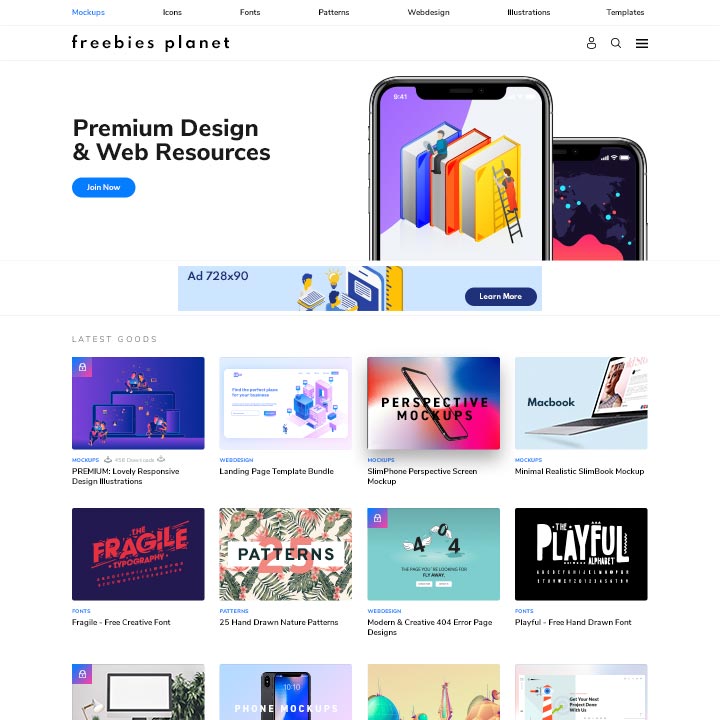 Mockups Icons Fonts Patterns Webdesign Illustrations Templates
freebies planet
9:41
Premium Design
& Web Resources
Join Now
Ad 728x90
Learn More
LATEST GOODS
Find the perfect place
for your business
PERSPECTIVE
MOCKUPS
Macbook
MOCKUPS 458 Downloads
PREMIUM: Lovely Responsive
Design Illustrations
WEBDESIGN
Landing Page Template Bundle
MOCKUPS
SlimPhone Perspective Screen
Mockup
MOCKUPS
Minimal Realistic SlimBook Mockup
THE
FRAGILE
TYPOGRAPHY
25
PATTERNS
404
THE PAGE YOU'RE LOOKING FOR
FLY AWAY.
THE
PLAYFUL
ALPHABET
FONTS
Fragile - Free Creative Font
PATTERNS
25 Hand Drawn Nature Patterns
WEBDESIGN
Modern & Creative 404 Error Page
Designs
FONTS
Playful - Free Hand Drawn Font
10:10
PHONE MOCKUPS
Get Your Next
Project Done
With Us